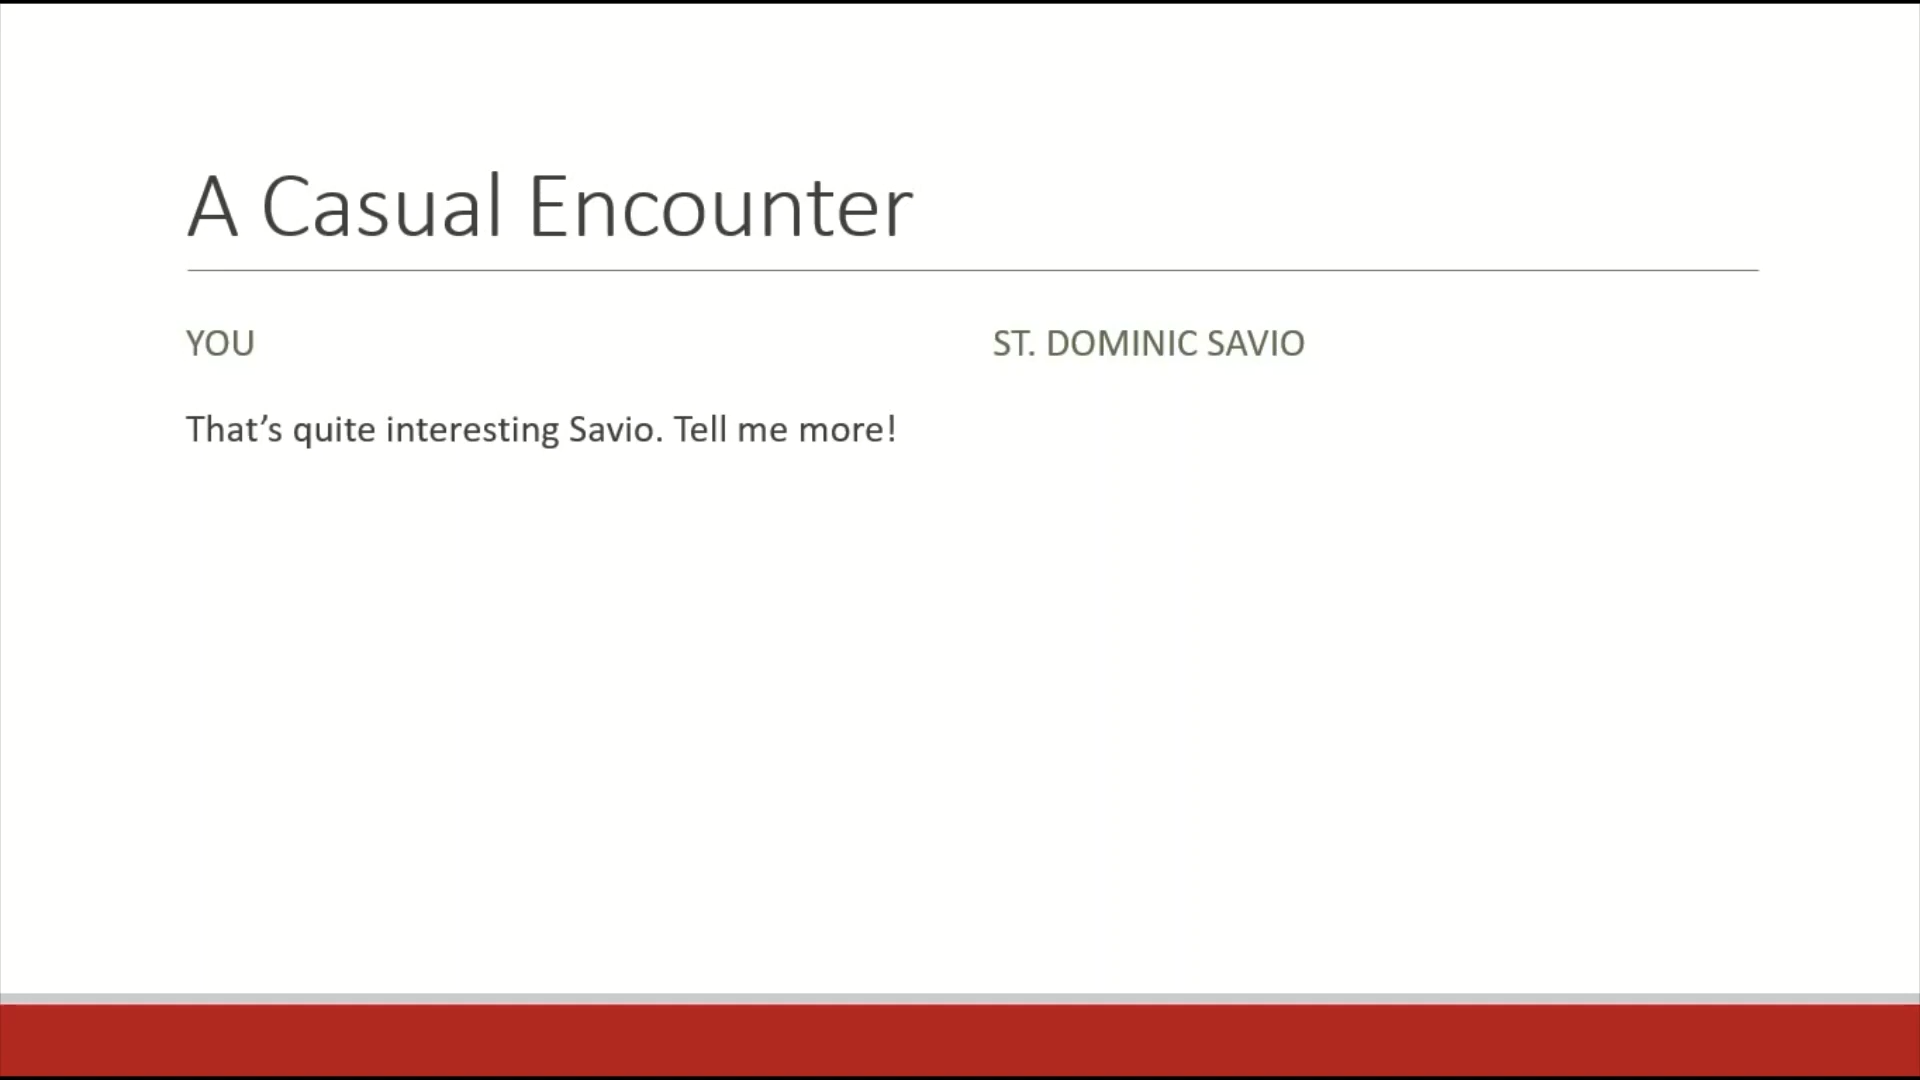 A Casual Encounter
YOU
ST. DOMINIC SAVIO
That’s quite interesting Savio. Tell me more!